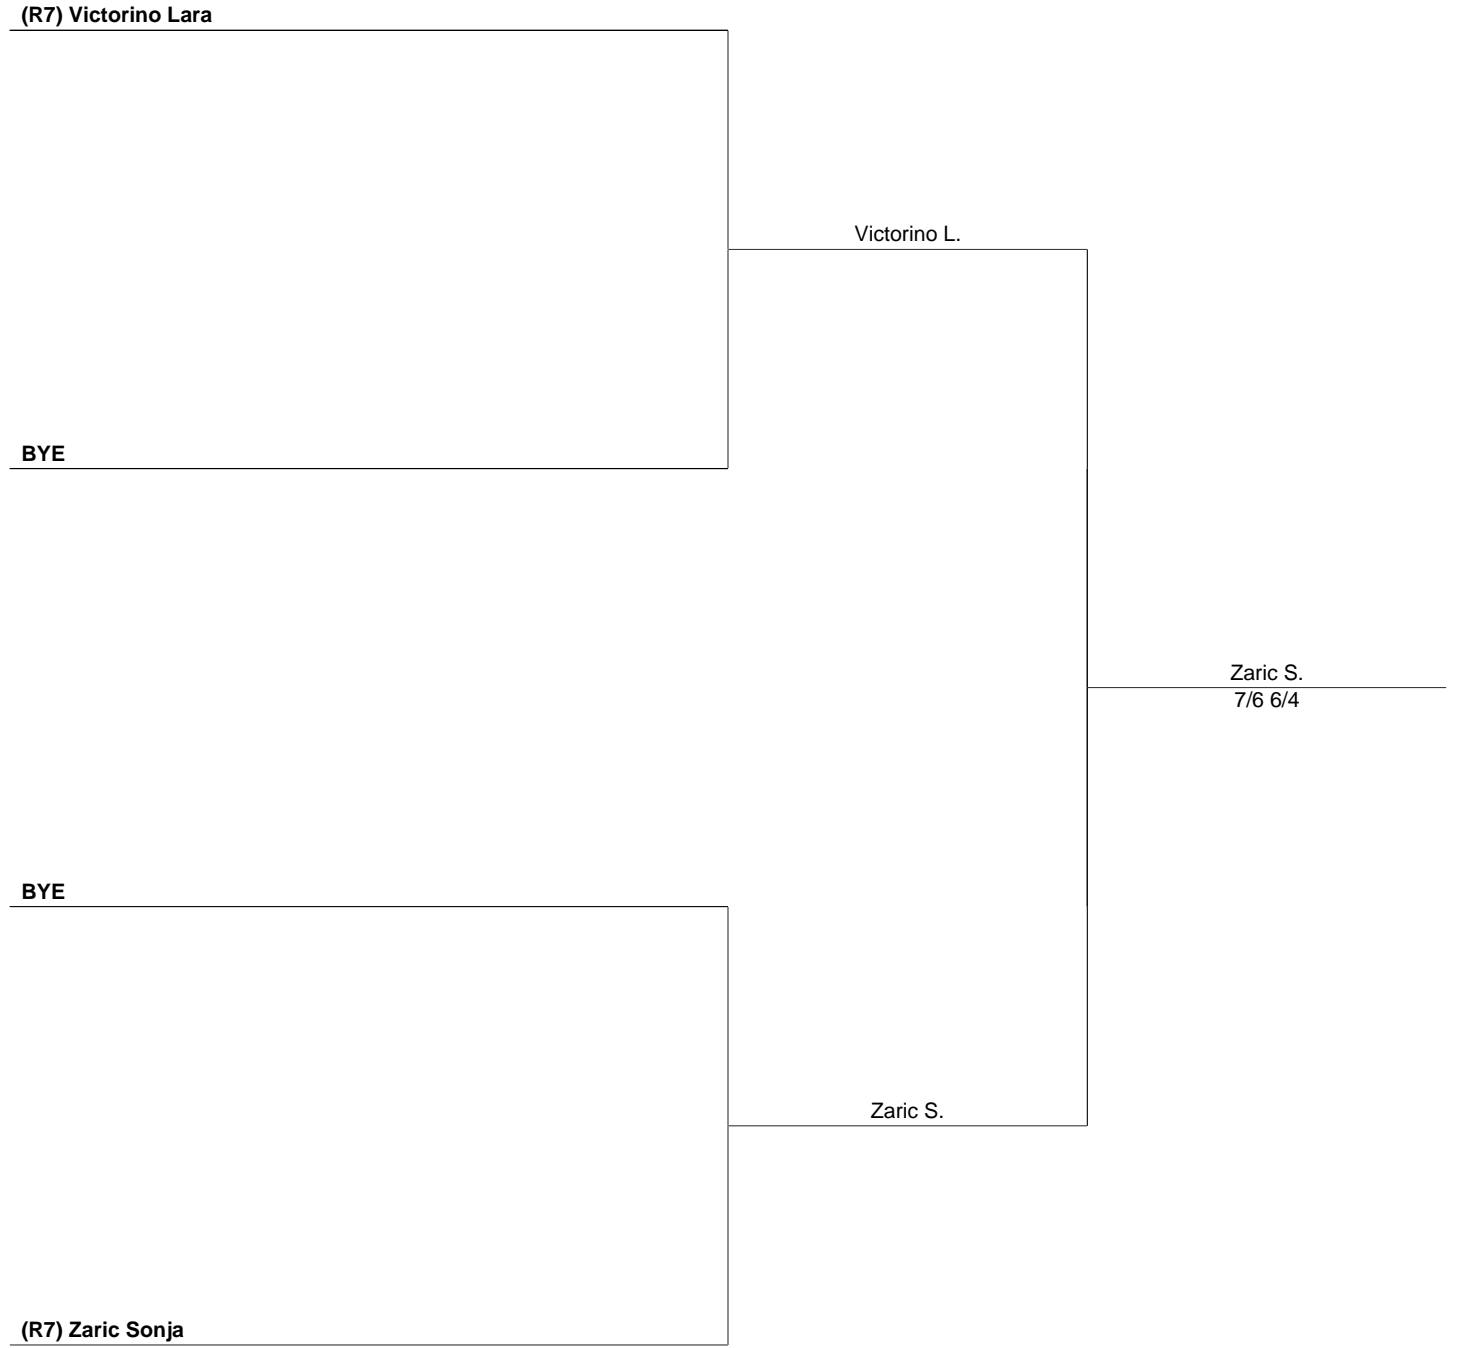 (R7) Victorino Lara
Victorino L.
BYE
Zaric S.
7/6 6/4
BYE
Zaric S.
(R7) Zaric Sonja